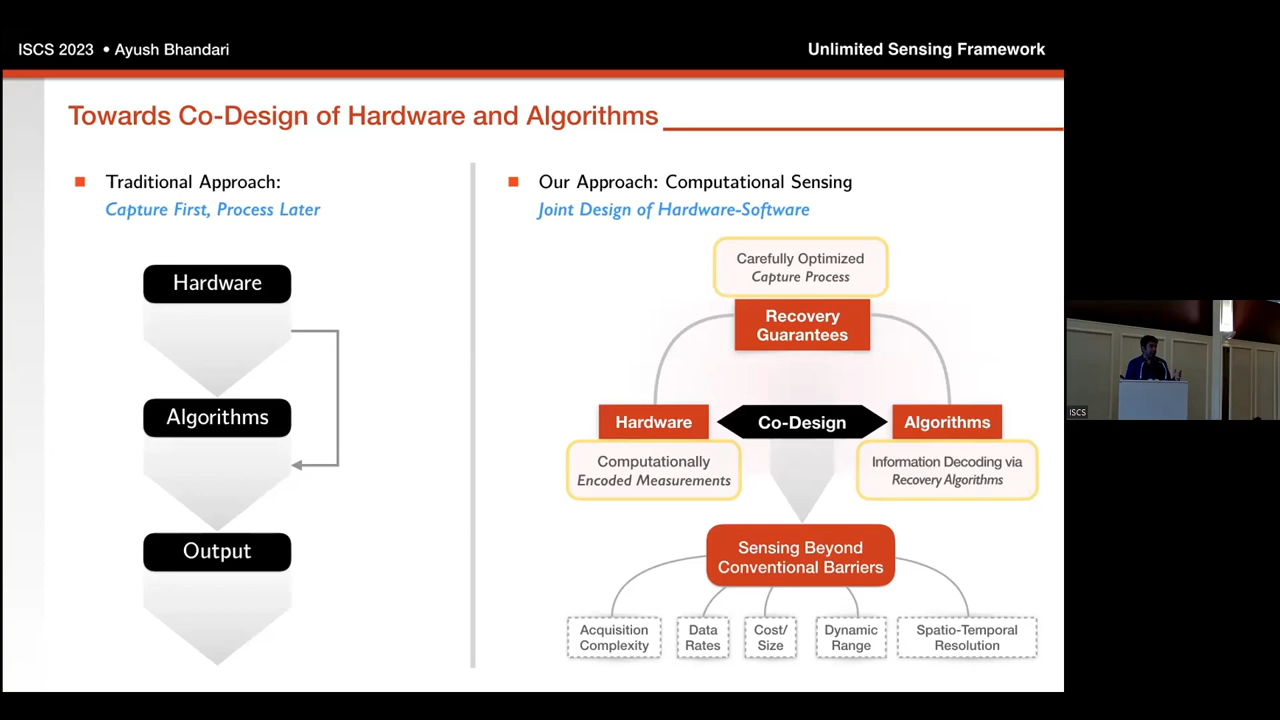 ISCS 2023 • Ayush Bhandari
Unlimited Sensing Framework
Towards Co-Design of Hardware and Algorithms
Traditional Approach:
Capture First, Process Later
Hardware
Algorithms
Output
Our Approach: Computational Sensing
Joint Design of Hardware-Software
Carefully Optimized
Capture Process
Recovery
Guarantees
Hardware
Co-Design
Algorithms
Computationally
Encoded Measurements
Information Decoding via
Recovery Algorithms
Sensing Beyond
Conventional Barriers
Acquisition
Complexity
Data
Rates
Cost/
Size
Dynamic
Range
Spatio-Temporal
Resolution
ISCS